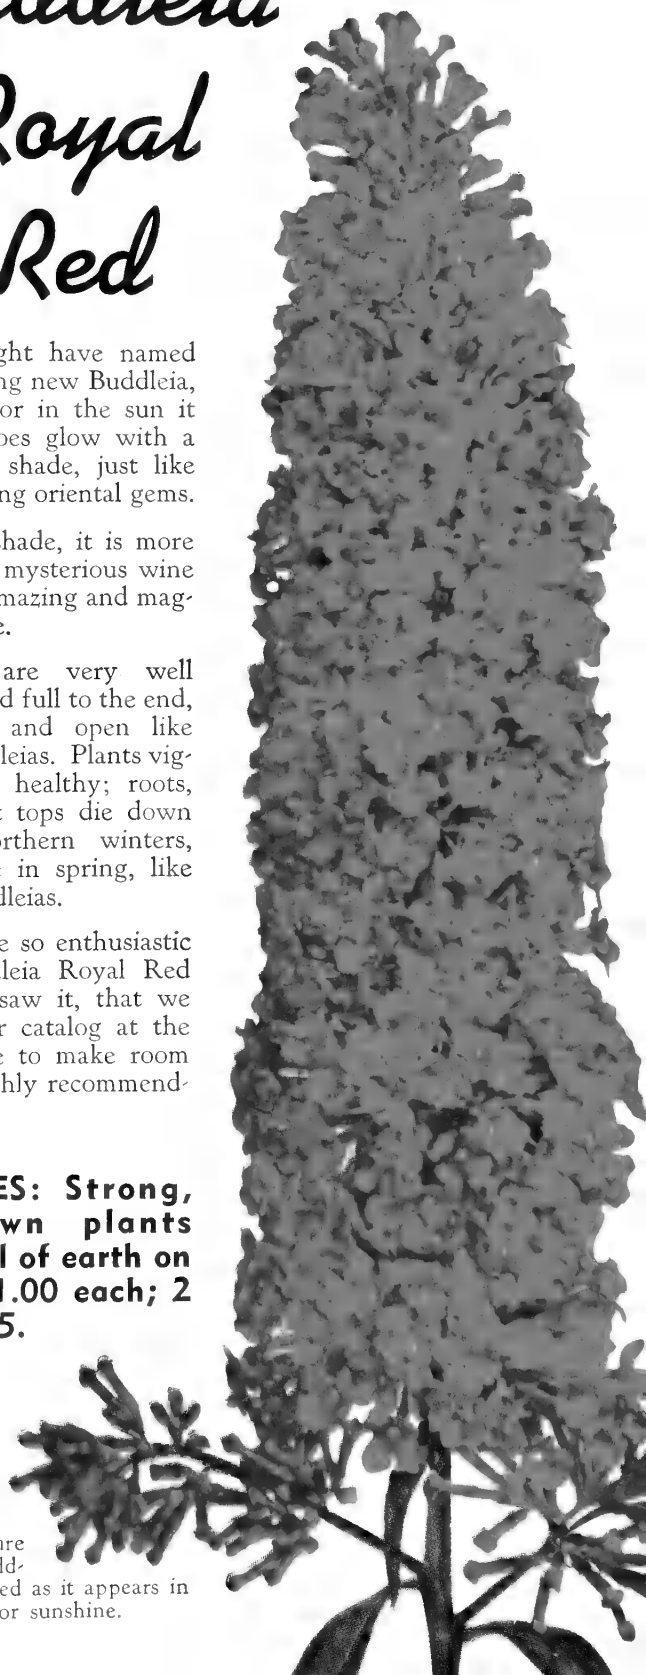 Royal
Red
ght have named
ng new Buddleia,
or in the sun it
oes glow with a
shade, just like
ng oriental gems.
hade, it is more
mysterious wine
mazing and mag-
e.
are very well
d full to the end,
and open like
leias. Plants vig-
healthy; roots,
tops die down
rthern winters,
in spring, like
dleias.
e so enthusiastic
leia Royal Red
saw it, that we
r catalog at the
e to make room
hly recommend-
ES: Strong,
wn plants
l of earth on
1.00 each; 2
5.
are
ld-
ed as it appears in
or sunshine.